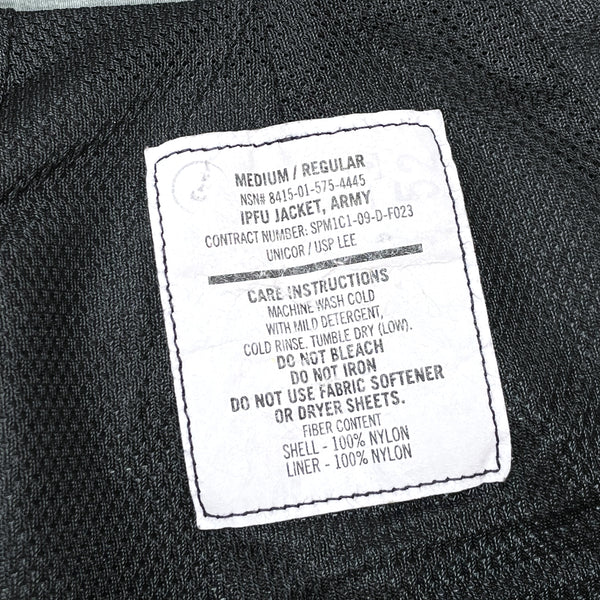 MEDIUM / REGULAR
NSN# 8415-01-575-4445
IPFU JACKET, ARMY
CONTRACT NUMBER: SPM1C1-09-D-F023
UNICOR / USP LEE
CARE INSTRUCTIONS
MACHINE WASH COLD
WITH MILD DETERGENT,
COLD RINSE. TUMBLE DRY (LOW).
DO NOT BLEACH
DO NOT IRON
DO NOT USE FABRIC SOFTENER
OR DRYER SHEETS.
FIBER CONTENT
SHELL - 100% NYLON
LINER - 100% NYLON